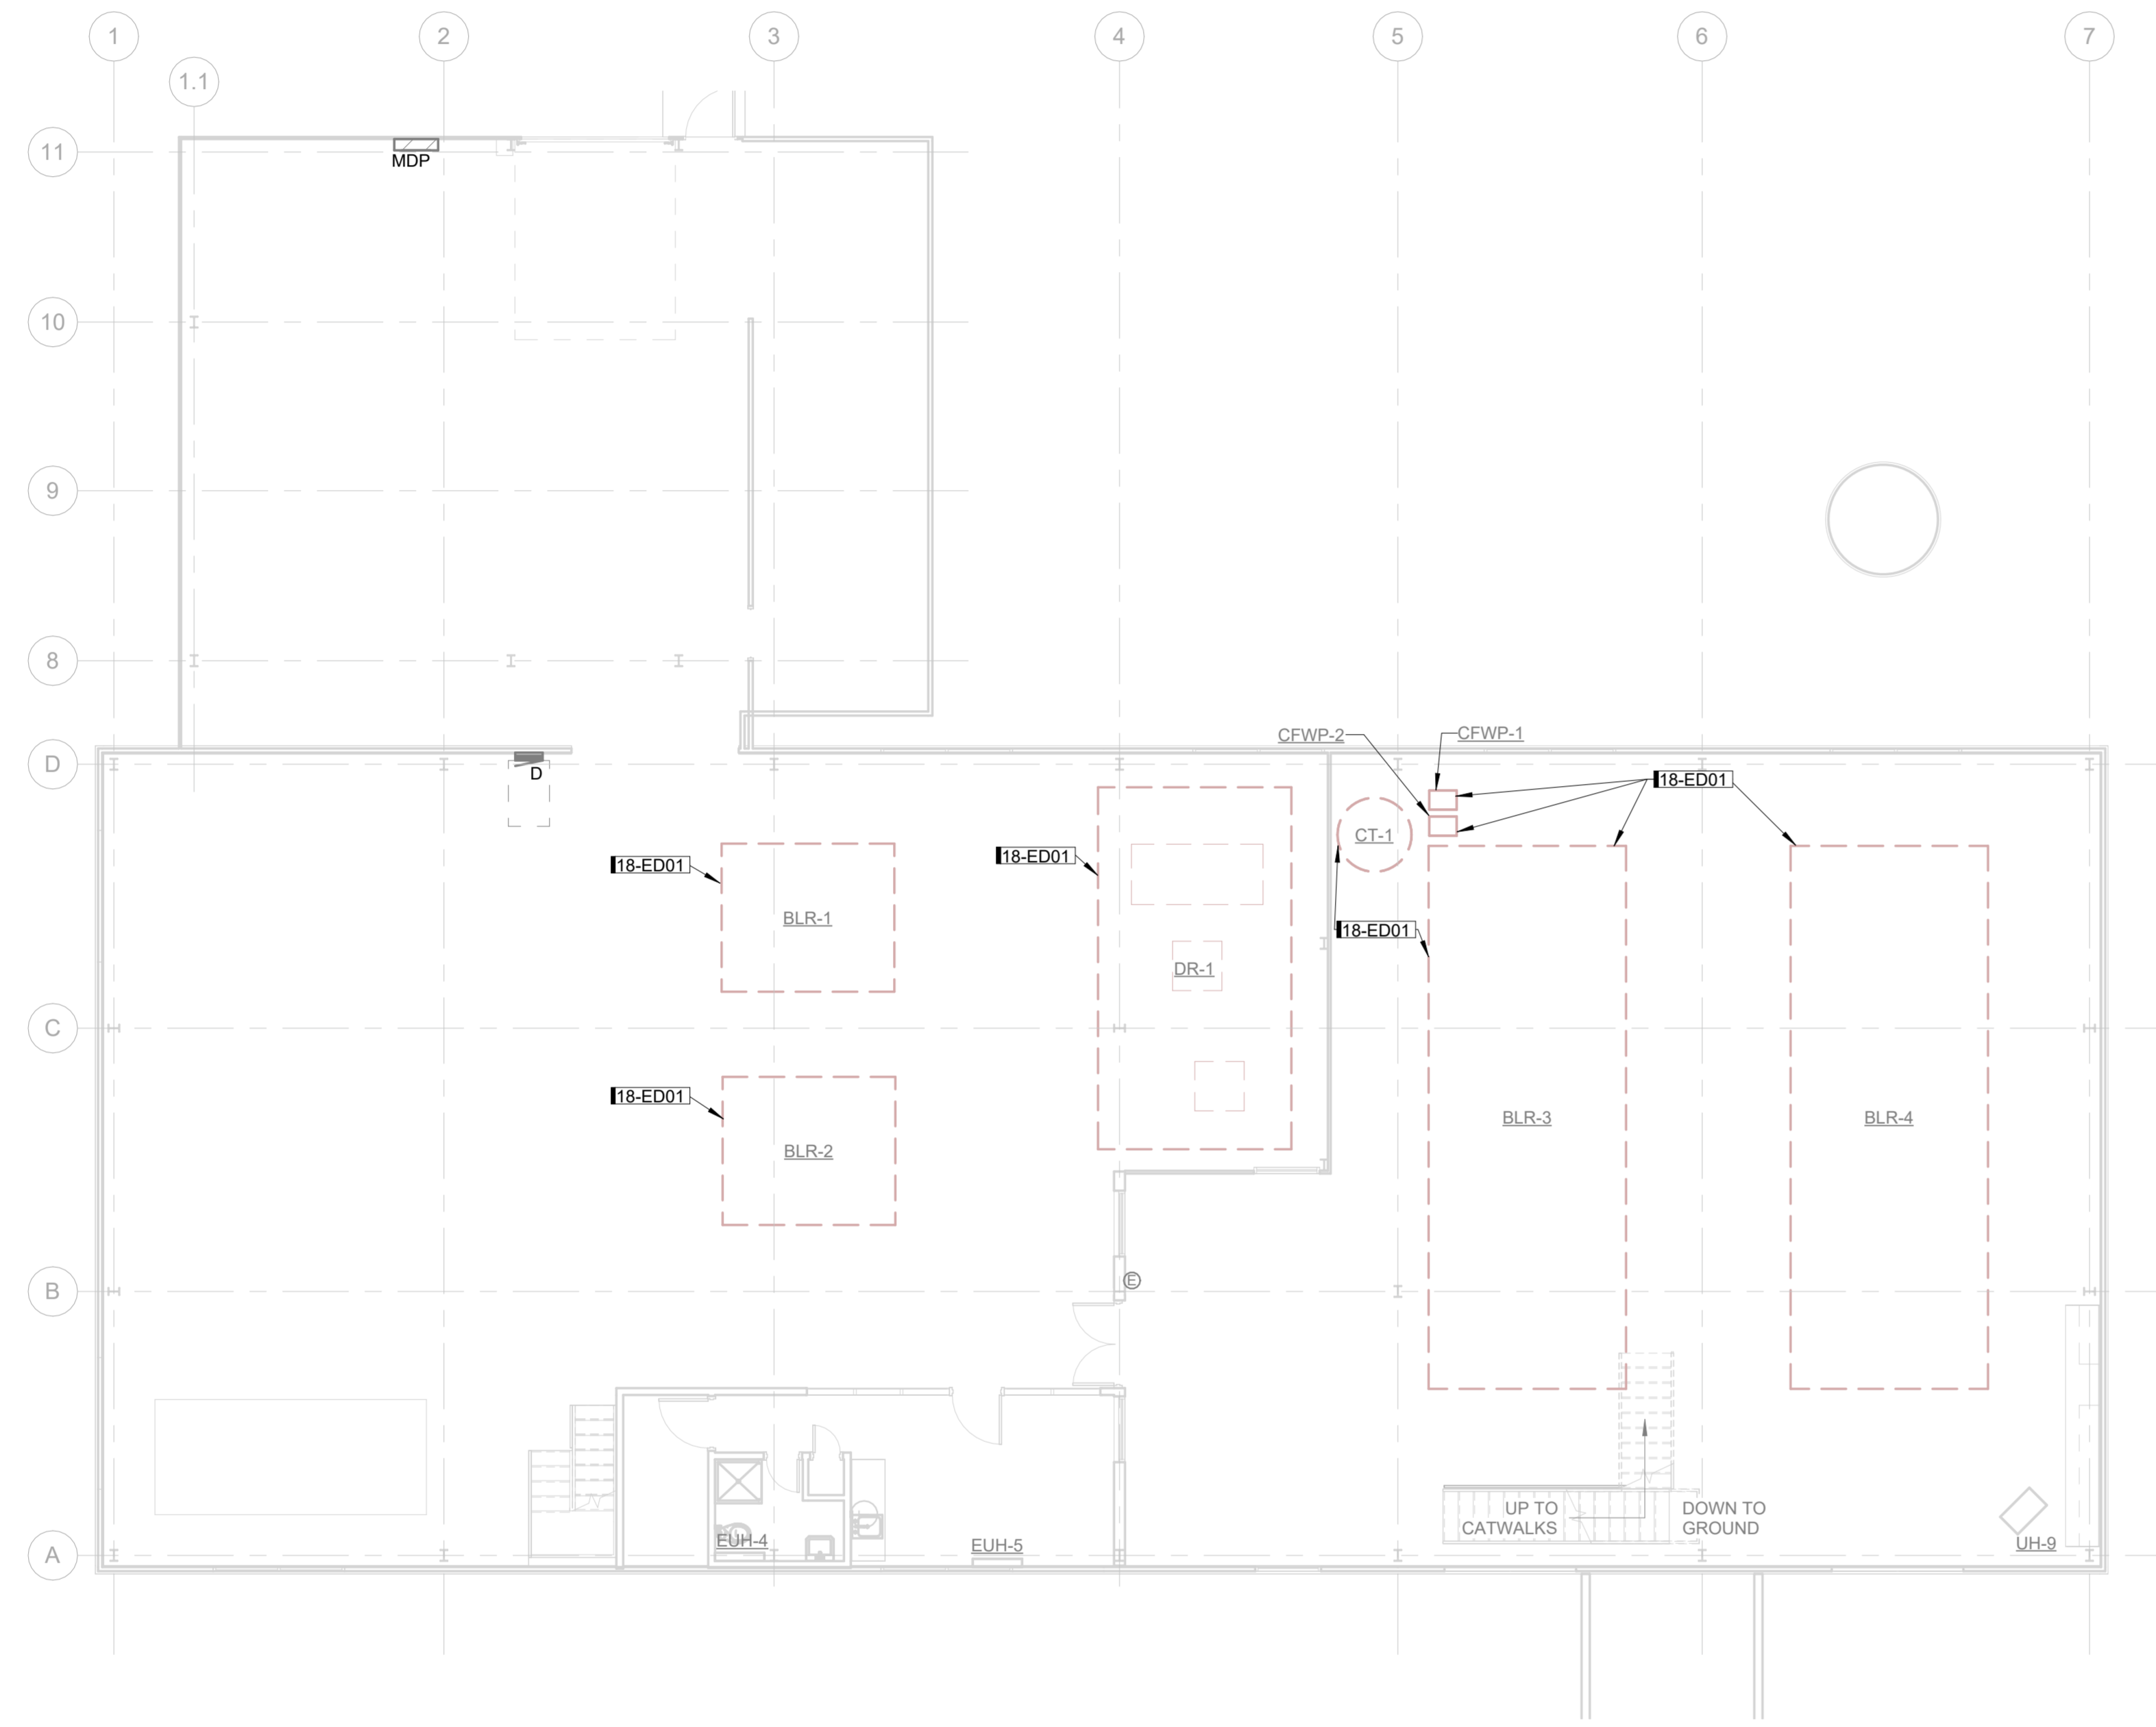 1
2
3
4
5
6
7
1.1
11
MDP
10
9
8
CFWP-1
CFWP-2
D
D
18-ED01
CT-1
18-ED01
18-ED01
BLR-1
18-ED01
DR-1
C
18-ED01
BLR-3
BLR-4
BLR-2
E
B
UP TO
CATWALKS
DOWN TO
GROUND
EUH-4
EUH-5
UH-9
A